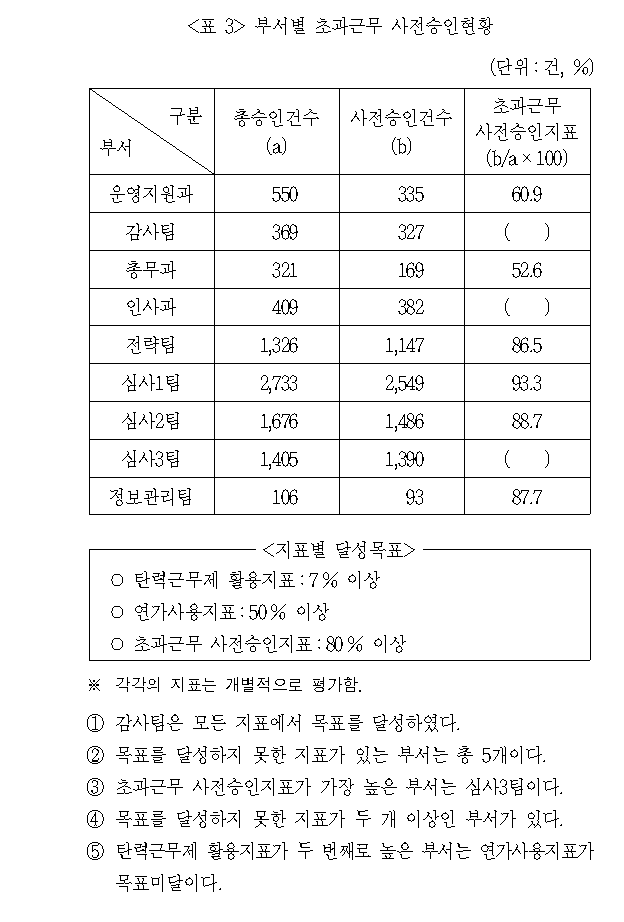 <표 3> 부서별 초과근무 사전승인현황
(단위 : 건, %)
구분
부서
총승인건수
(a)
사전승인건수
(b)
초과근무
사전승인지표
(b/a × 100)
운영지원과 550 335 60.9
감사팀 369 327 ( )
총무과 321 169 52.6
인사과 409 382 ( )
전략팀 1,326 1,147 86.5
심사1팀 2,733 2,549 93.3
심사2팀 1,676 1,486 88.7
심사3팀 1,405 1,390 ( )
정보관리팀 106 93 87.7
<지표별 달성목표>
○ 탄력근무제 활용지표 : 7% 이상
○ 연가사용지표 : 50% 이상
○ 초과근무 사전승인지표 : 80% 이상
※ 각각의 지표는 개별적으로 평가함.
① 감사팀은 모든 지표에서 목표를 달성하였다.
② 목표를 달성하지 못한 지표가 있는 부서는 총 5개이다.
③ 초과근무 사전승인지표가 가장 높은 부서는 심사3팀이다.
④ 목표를 달성하지 못한 지표가 두 개 이상인 부서가 있다.
⑤ 탄력근무제 활용지표가 두 번째로 높은 부서는 연가사용지표가
목표미달이다.